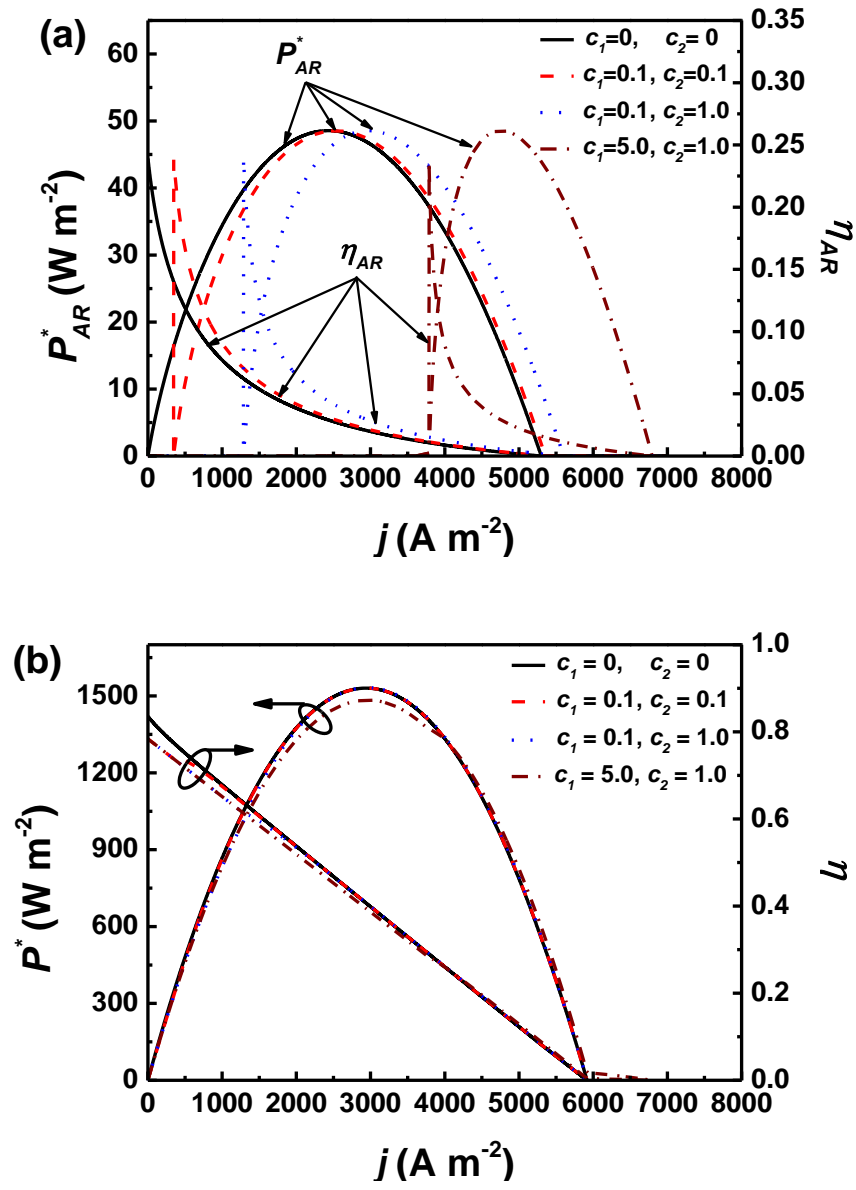 (a)
P*AR (W m-2)
60
50
40
30
20
10
0
P*AR
ηAR
c1=0, c2= 0
c1=0.1, c2=0.1
c1=0.1, c2=1.0
c1=5.0, c2=1.0
0.35
0.30
0.25
0.20
0.15
0.10
0.05
0.00
ηAR
0 1000 2000 3000 4000 5000 6000 7000 8000
j (A m-2)
(b)
P* (W m-2)
1500
1200
900
600
300
0
c1 = 0, c2 = 0
c1 = 0.1, c2 = 0.1
c1 = 0.1, c2 = 1.0
c1 = 5.0, c2 = 1.0
1.0
0.8
0.6
0.4
0.2
0.0
η
0 1000 2000 3000 4000 5000 6000 7000 8000
j (A m-2)